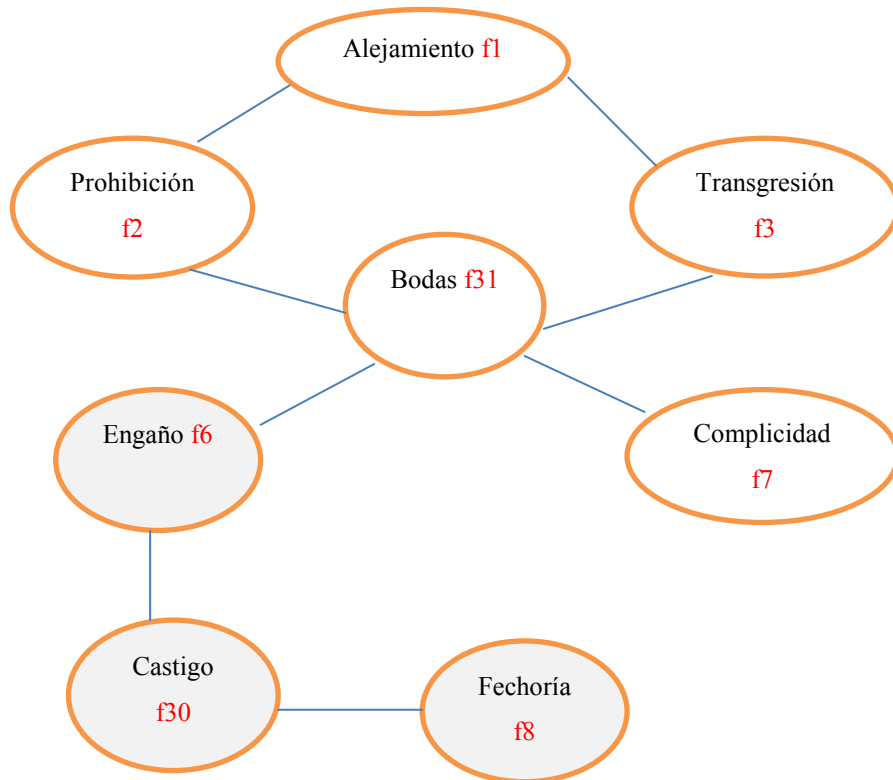 Alejamiento f1
Prohibición
f2
Transgresión
f3
Bodas f31
Engaño f6
Complicidad
f7
Castigo
f30
Fechoría
f8